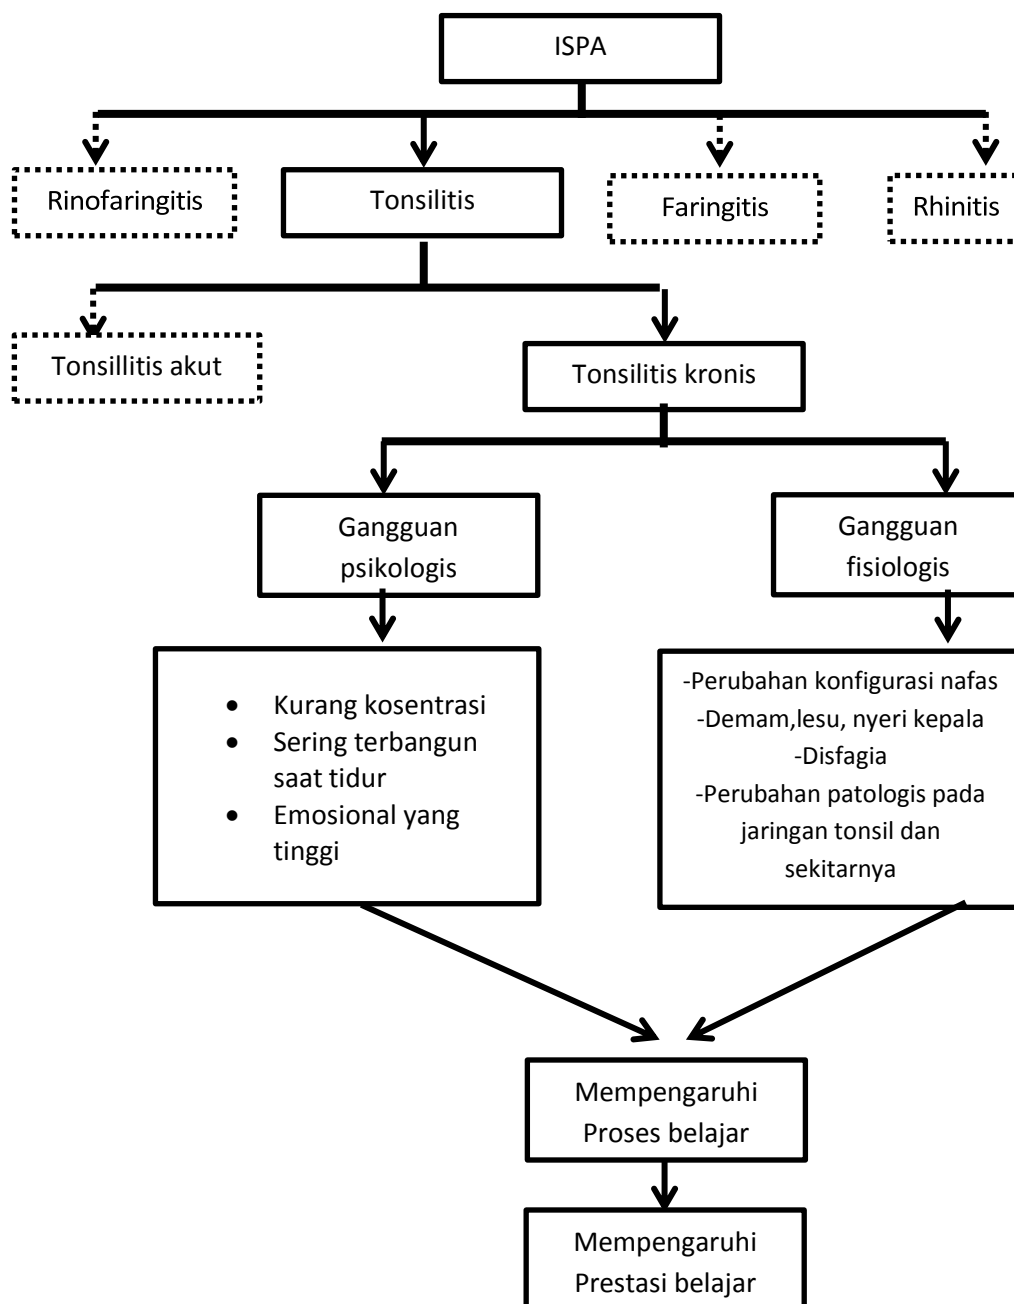 ISPA
Rinofaringitis
Tonsilitis
Faringitis
Rhinitis
Tonsillitis akut
Tonsilitis kronis
Gangguan
psikologis
Gangguan
fisiologis
• Kurang kosentrasi
• Sering terbangun
saat tidur
• Emosional yang
tinggi
-Perubahan konfigurasi nafas
-Demam,lesu, nyeri kepala
-Disfagia
-Perubahan patologis pada
jaringan tonsil dan
sekitarnya
Mempengaruhi
Proses belajar
Mempengaruhi
Prestasi belajar